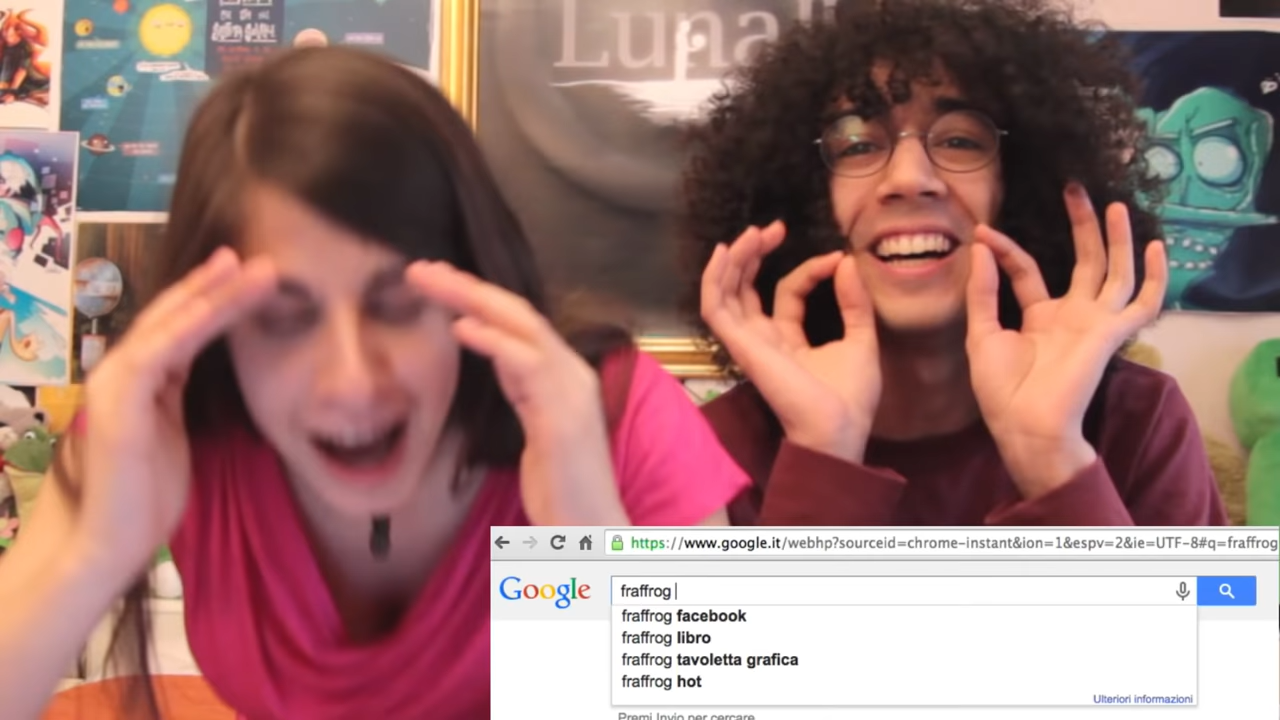 Luna
https://www.google.it/webhp?sourceid=chrome-instant&ion=1&espv=2&ie=UTF-8#q=fraffrog
Google
fraffrog
fraffrog facebook
fraffrog libro
fraffrog tavoletta grafica
fraffrog hot
Ulteriori informazioni
Premi Invio per cercare